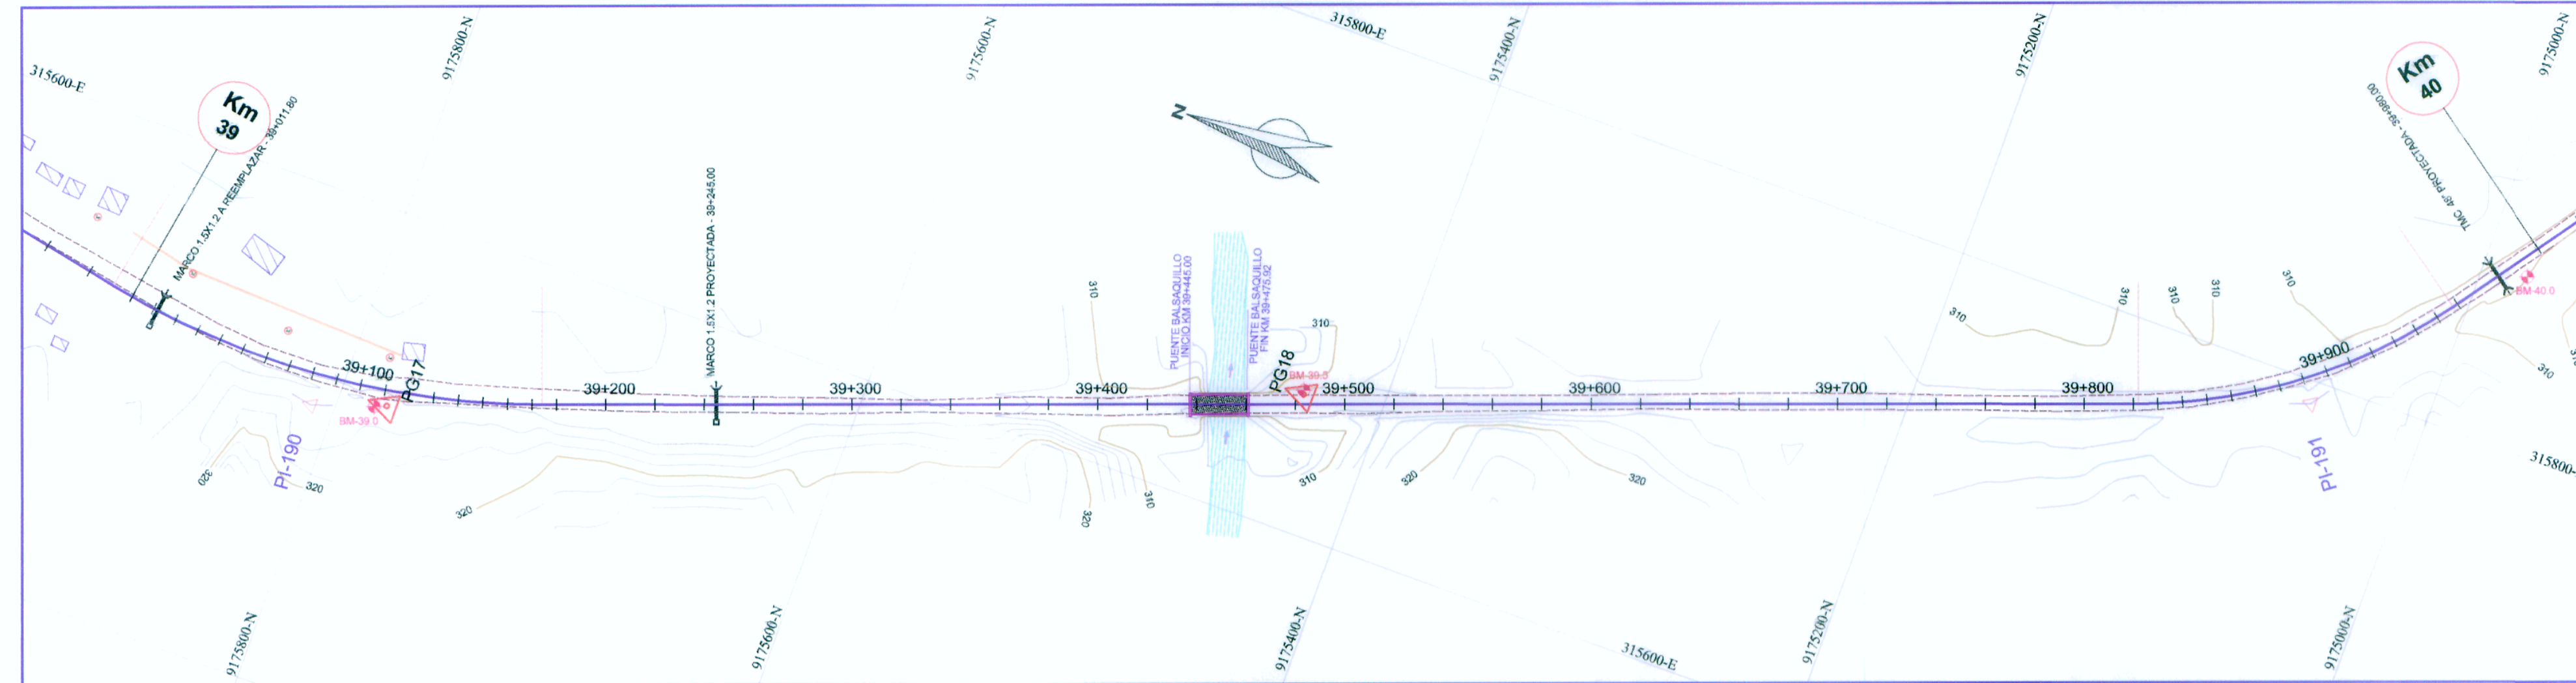 315600-E
9175800-N
9175600-N
315800-E
9175400-N
9175200-N
9175000-N
Km
39
MARCO 1.5X1.2 A REEMPLAZAR - 39+011.80
N
Km
40
TMC 48" PROYECTADA - 39+980.00
MARCO 1.5X1.2 PROYECTADA - 39+245.00
PUENTE BALSAQUILLO
INICIO KM 39+445.00
PUENTE BALSAQUILLO
FIN KM 39+475.92
310
310
310
310
310
310
310
310
BM-40.0
39+100
PG17
BM-39.0
39+200
39+300
39+400
PG18
BM-39.5
39+500
39+600
39+700
39+800
39+900
PI-190
320
320
320
320
310
310
320
320
PI-191
315800-E
9175800-N
9175600-N
9175400-N
315600-E
9175200-N
9175000-N